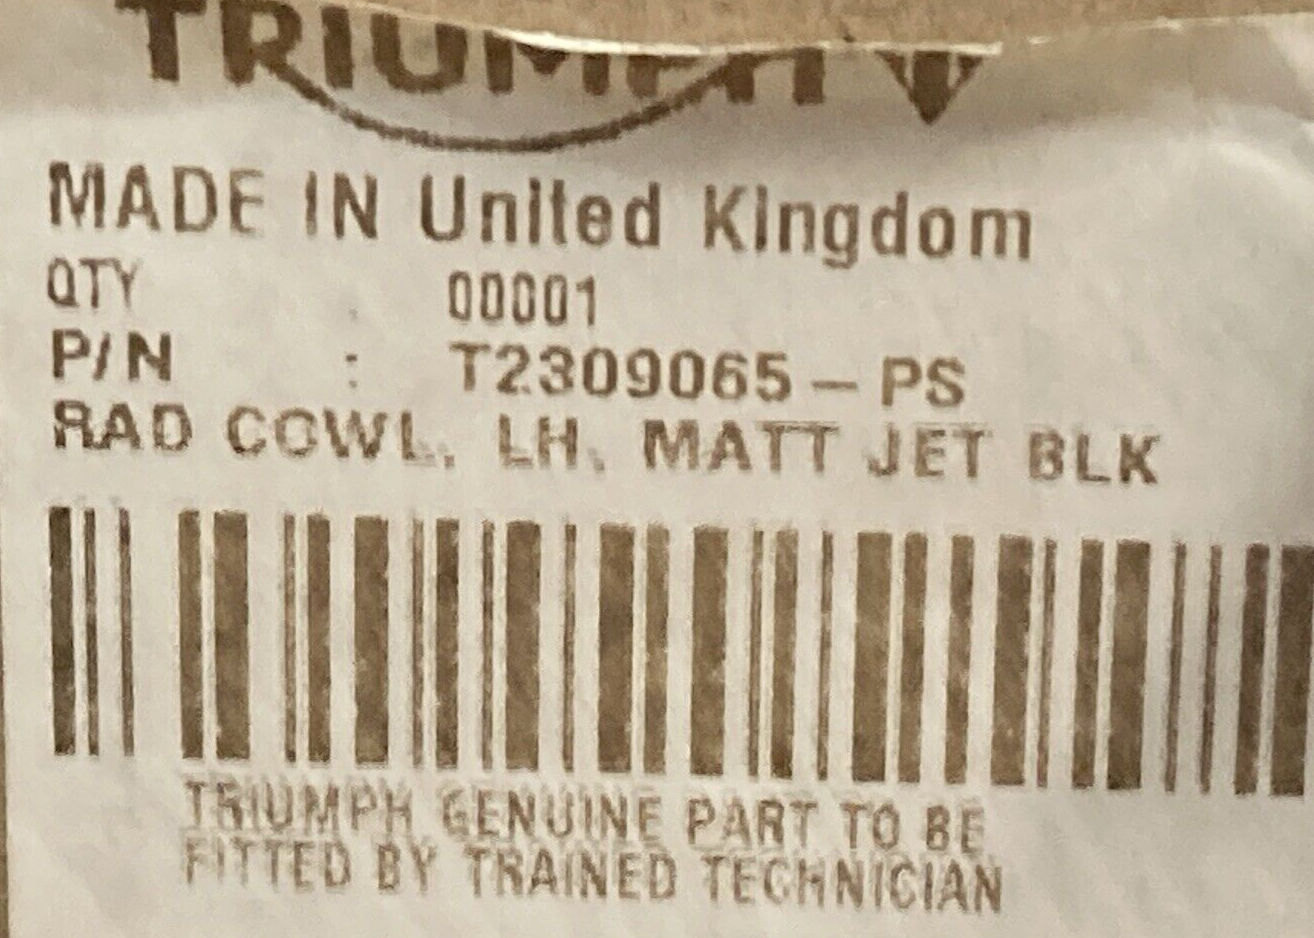 TRIUMPH
MADE IN United Kingdom
QTY : 00001
P/N : T2309065-PS
RAD COWL, LH, MATT JET BLK
TRIUMPH GENUINE PART TO BE
FITTED BY TRAINED TECHNICIAN